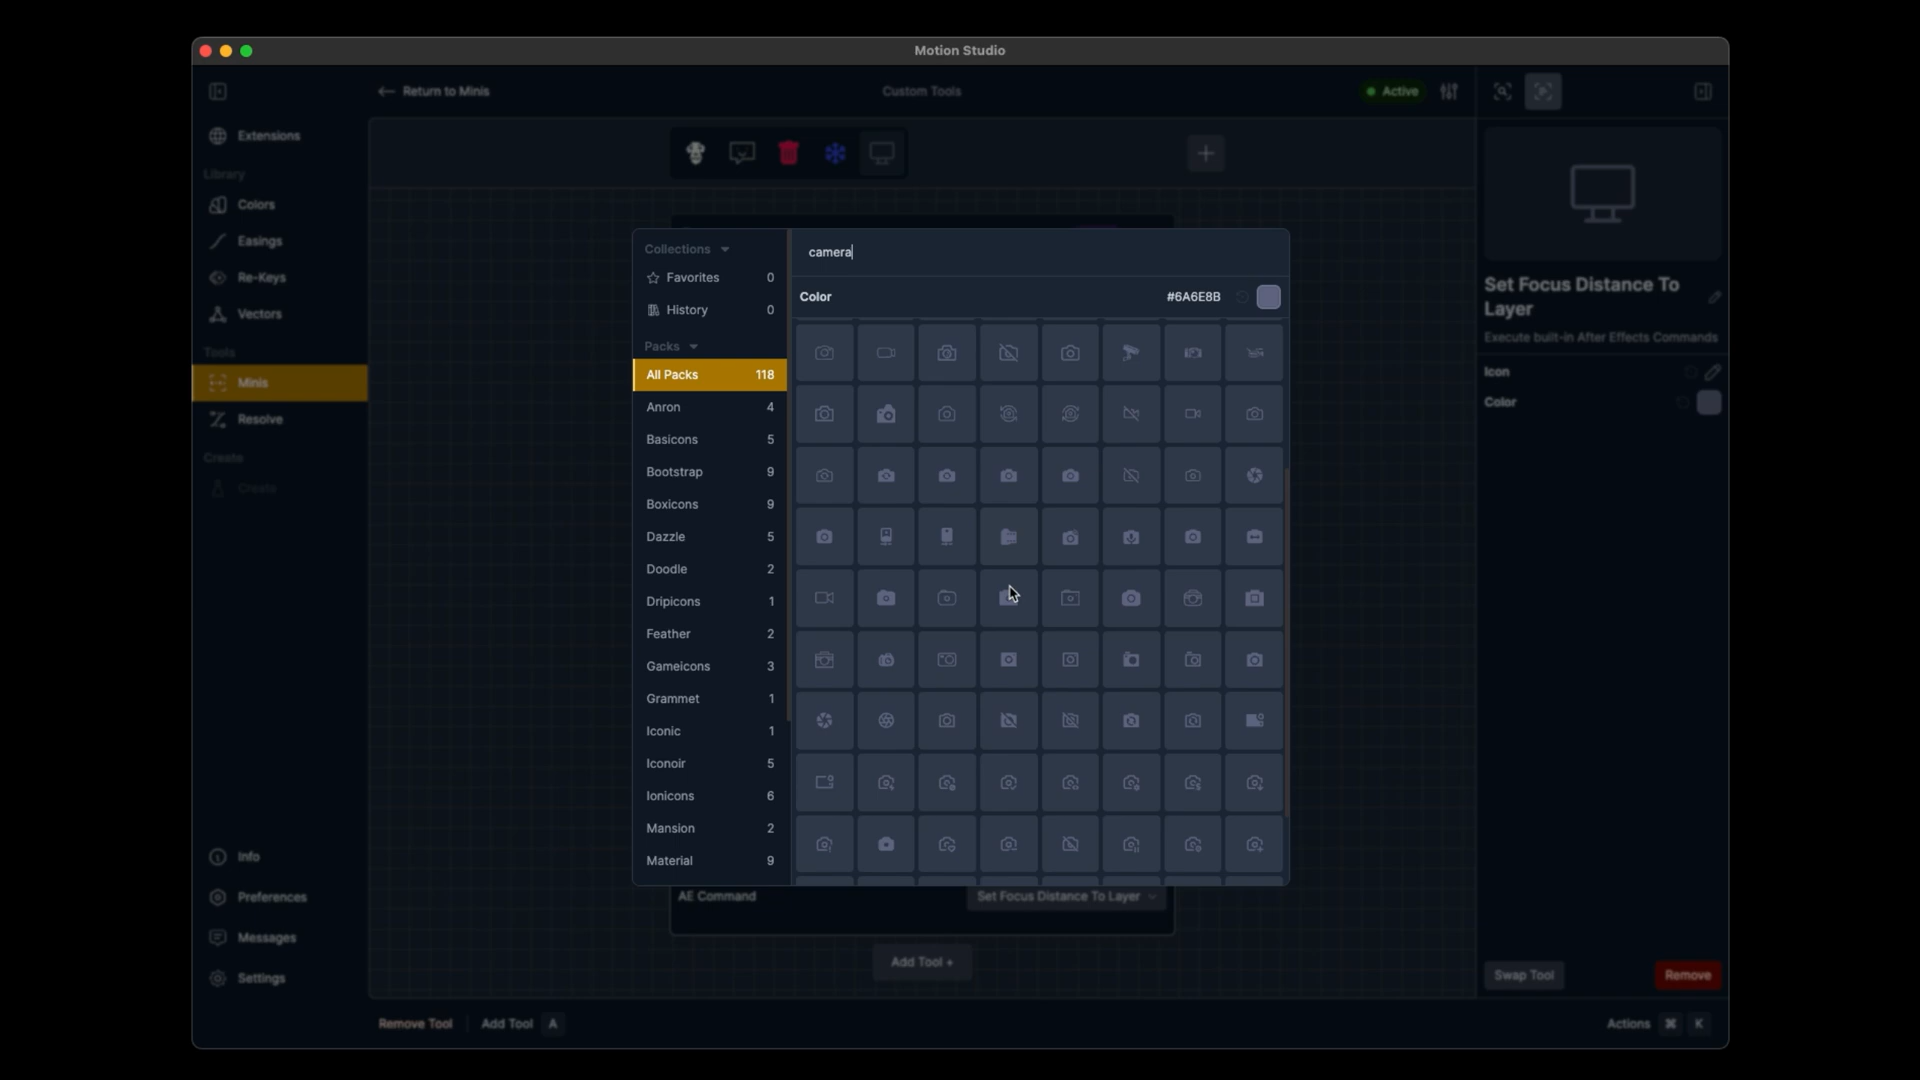 Motion Studio
Return to Minis
Custom Tools
Active
Extensions
Library
Colors
Easings
Re-Keys
Vectors
Tools
Minis
Resolve
Create
Create
Info
Preferences
Messages
Settings
Collections
Favorites 0
History 0
Packs
All Packs 118
Anron 4
Basicons 5
Bootstrap 9
Boxicons 9
Dazzle 5
Doodle 2
Dripicons 1
Feather 2
Gameicons 3
Grammet 1
Iconic 1
Iconoir 5
Ionicons 6
Mansion 2
Material 9
camera
Color #6A6E8B
AE Command Set Focus Distance To Layer
Add Tool +
Set Focus Distance To
Layer
Execute built-in After Effects Commands
Icon
Color
Swap Tool Remove
Remove Tool Add Tool A
Actions ⌘ K